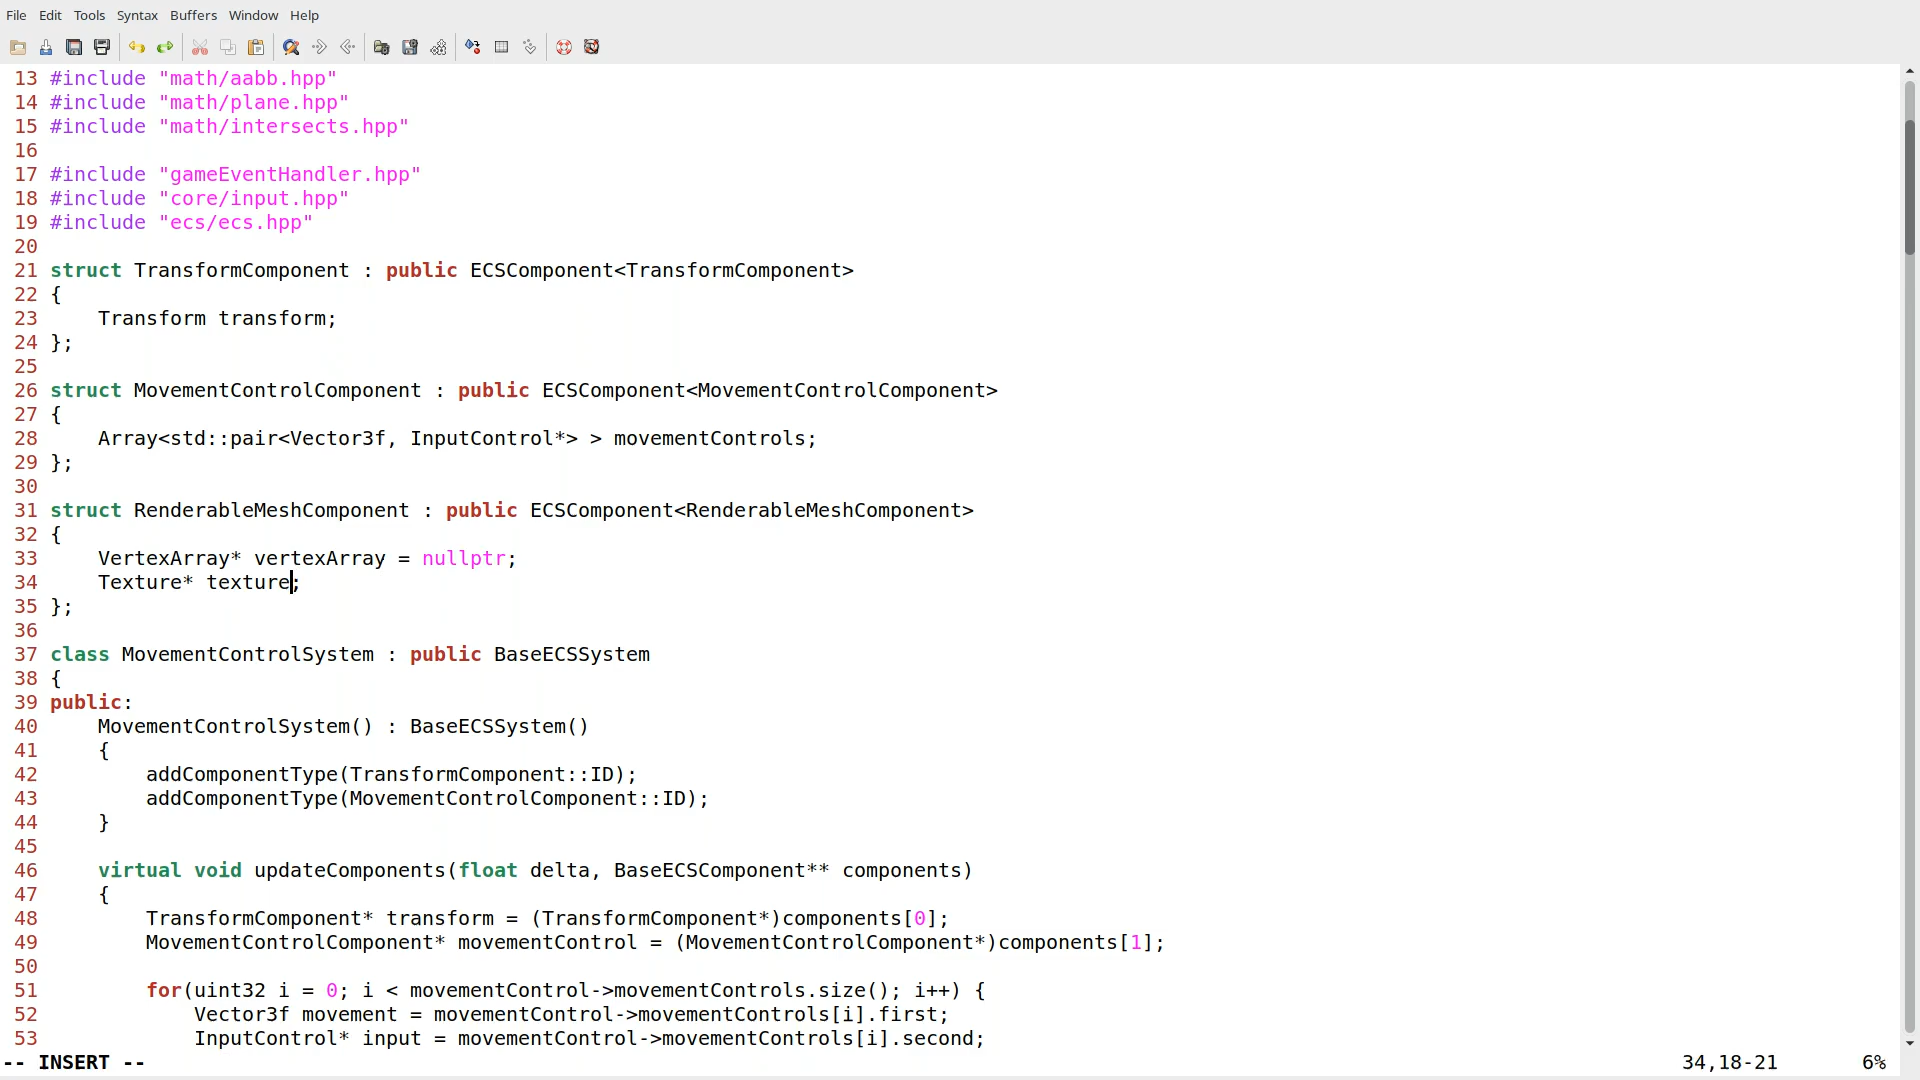 File Edit Tools Syntax Buffers Window Help
13 #include "math/aabb.hpp"
14 #include "math/plane.hpp"
15 #include "math/intersects.hpp"
16
17 #include "gameEventHandler.hpp"
18 #include "core/input.hpp"
19 #include "ecs/ecs.hpp"
20
21 struct TransformComponent : public ECSComponent<TransformComponent>
22 {
23     Transform transform;
24 };
25
26 struct MovementControlComponent : public ECSComponent<MovementControlComponent>
27 {
28     Array<std::pair<Vector3f, InputControl*> > movementControls;
29 };
30
31 struct RenderableMeshComponent : public ECSComponent<RenderableMeshComponent>
32 {
33     VertexArray* vertexArray = nullptr;
34     Texture* texture;
35 };
36
37 class MovementControlSystem : public BaseECSSystem
38 {
39 public:
40     MovementControlSystem() : BaseECSSystem()
41     {
42         addComponentType(TransformComponent::ID);
43         addComponentType(MovementControlComponent::ID);
44     }
45
46     virtual void updateComponents(float delta, BaseECSComponent** components)
47     {
48         TransformComponent* transform = (TransformComponent*)components[0];
49         MovementControlComponent* movementControl = (MovementControlComponent*)components[1];
50
51         for(uint32 i = 0; i < movementControl->movementControls.size(); i++) {
52             Vector3f movement = movementControl->movementControls[i].first;
53             InputControl* input = movementControl->movementControls[i].second;
-- INSERT -- 34,18-21 6%